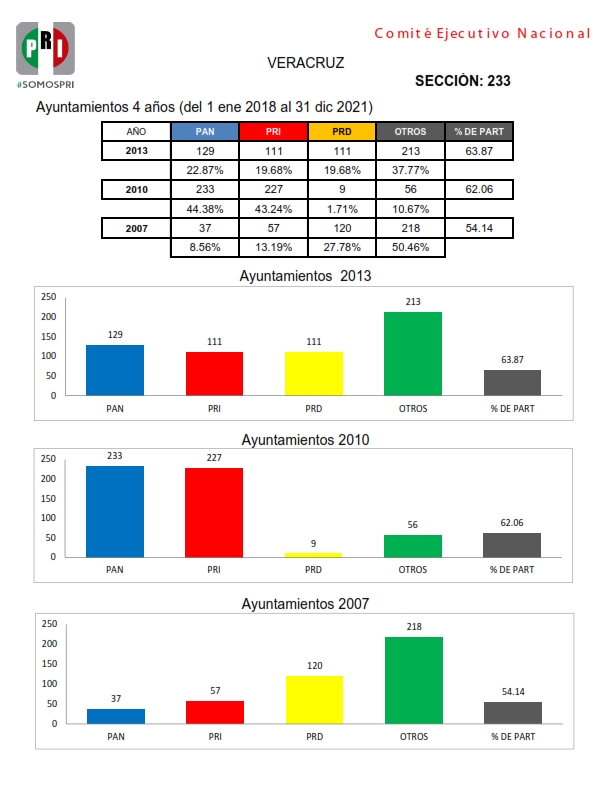 Comité Ejecutivo Nacional
PRI
#SOMOSPRI
VERACRUZ
SECCIÓN: 233
Ayuntamientos 4 años (del 1 ene 2018 al 31 dic 2021)
AÑO PAN PRI PRD OTROS % DE PART
2013 129 111 111 213 63.87
22.87% 19.68% 19.68% 37.77%
2010 233 227 9 56 62.06
44.38% 43.24% 1.71% 10.67%
2007 37 57 120 218 54.14
8.56% 13.19% 27.78% 50.46%
Ayuntamientos 2013
250
200
150
100
50
0
129 111 111 213 63.87
PAN PRI PRD OTROS % DE PART
Ayuntamientos 2010
250
200
150
100
50
0
233 227 9 56 62.06
PAN PRI PRD OTROS % DE PART
Ayuntamientos 2007
250
200
150
100
50
0
37 57 120 218 54.14
PAN PRI PRD OTROS % DE PART